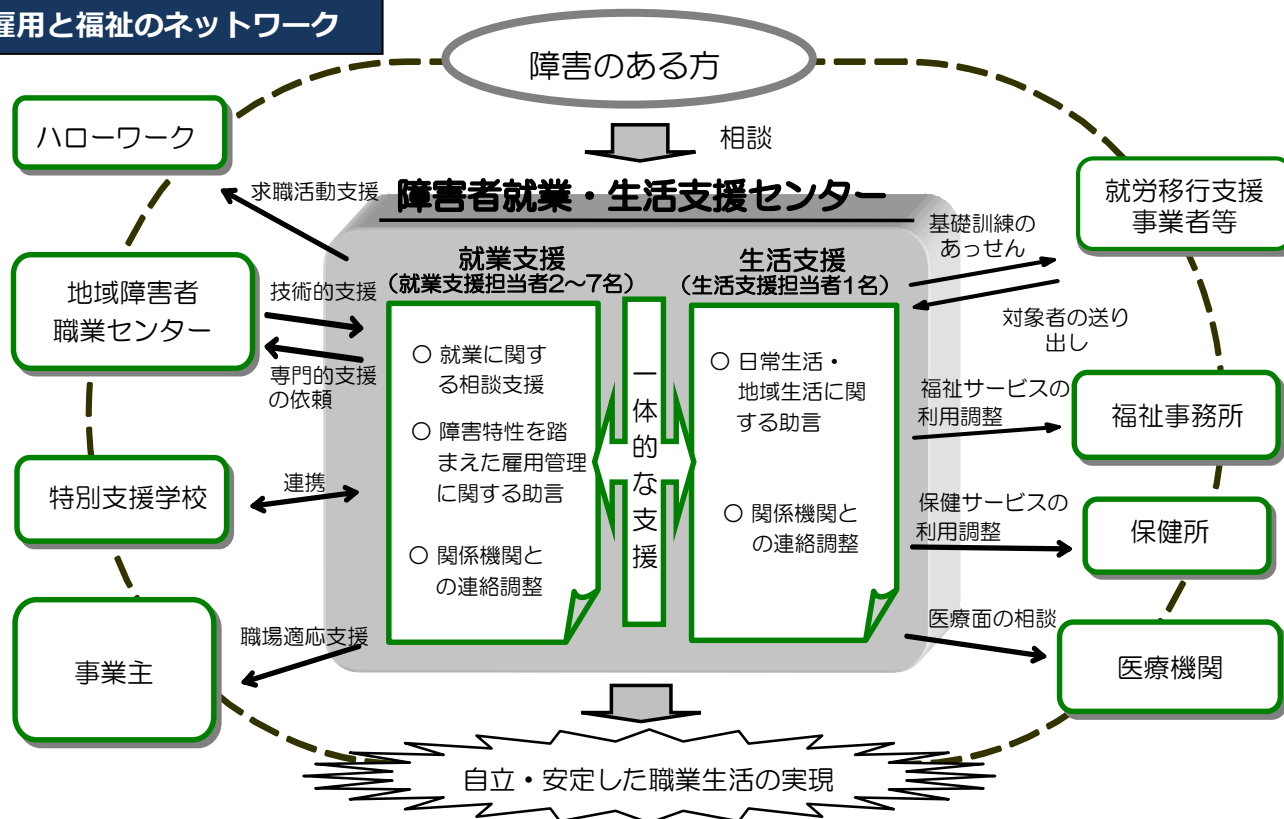 雇用と福祉のネットワーク
障害のある方
相談
ハローワーク
求職活動支援
地域障害者
職業センター
技術的支援
専門的支援
の依頼
特別支援学校
連携
事業主
職場適応支援
障害者就業・生活支援センター
就業支援
（就業支援担当者2～7名）
○ 就業に関す
る相談支援
○ 障害特性を踏
まえた雇用管理
に関する助言
○ 関係機関と
の連絡調整
一体的な支援
生活支援
（生活支援担当者1名）
○ 日常生活・
地域生活に関
する助言
○ 関係機関と
の連絡調整
基礎訓練の
あっせん
対象者の送り
出し
就労移行支援
事業者等
福祉サービスの
利用調整
福祉事務所
保健サービスの
利用調整
保健所
医療面の相談
医療機関
自立・安定した職業生活の実現